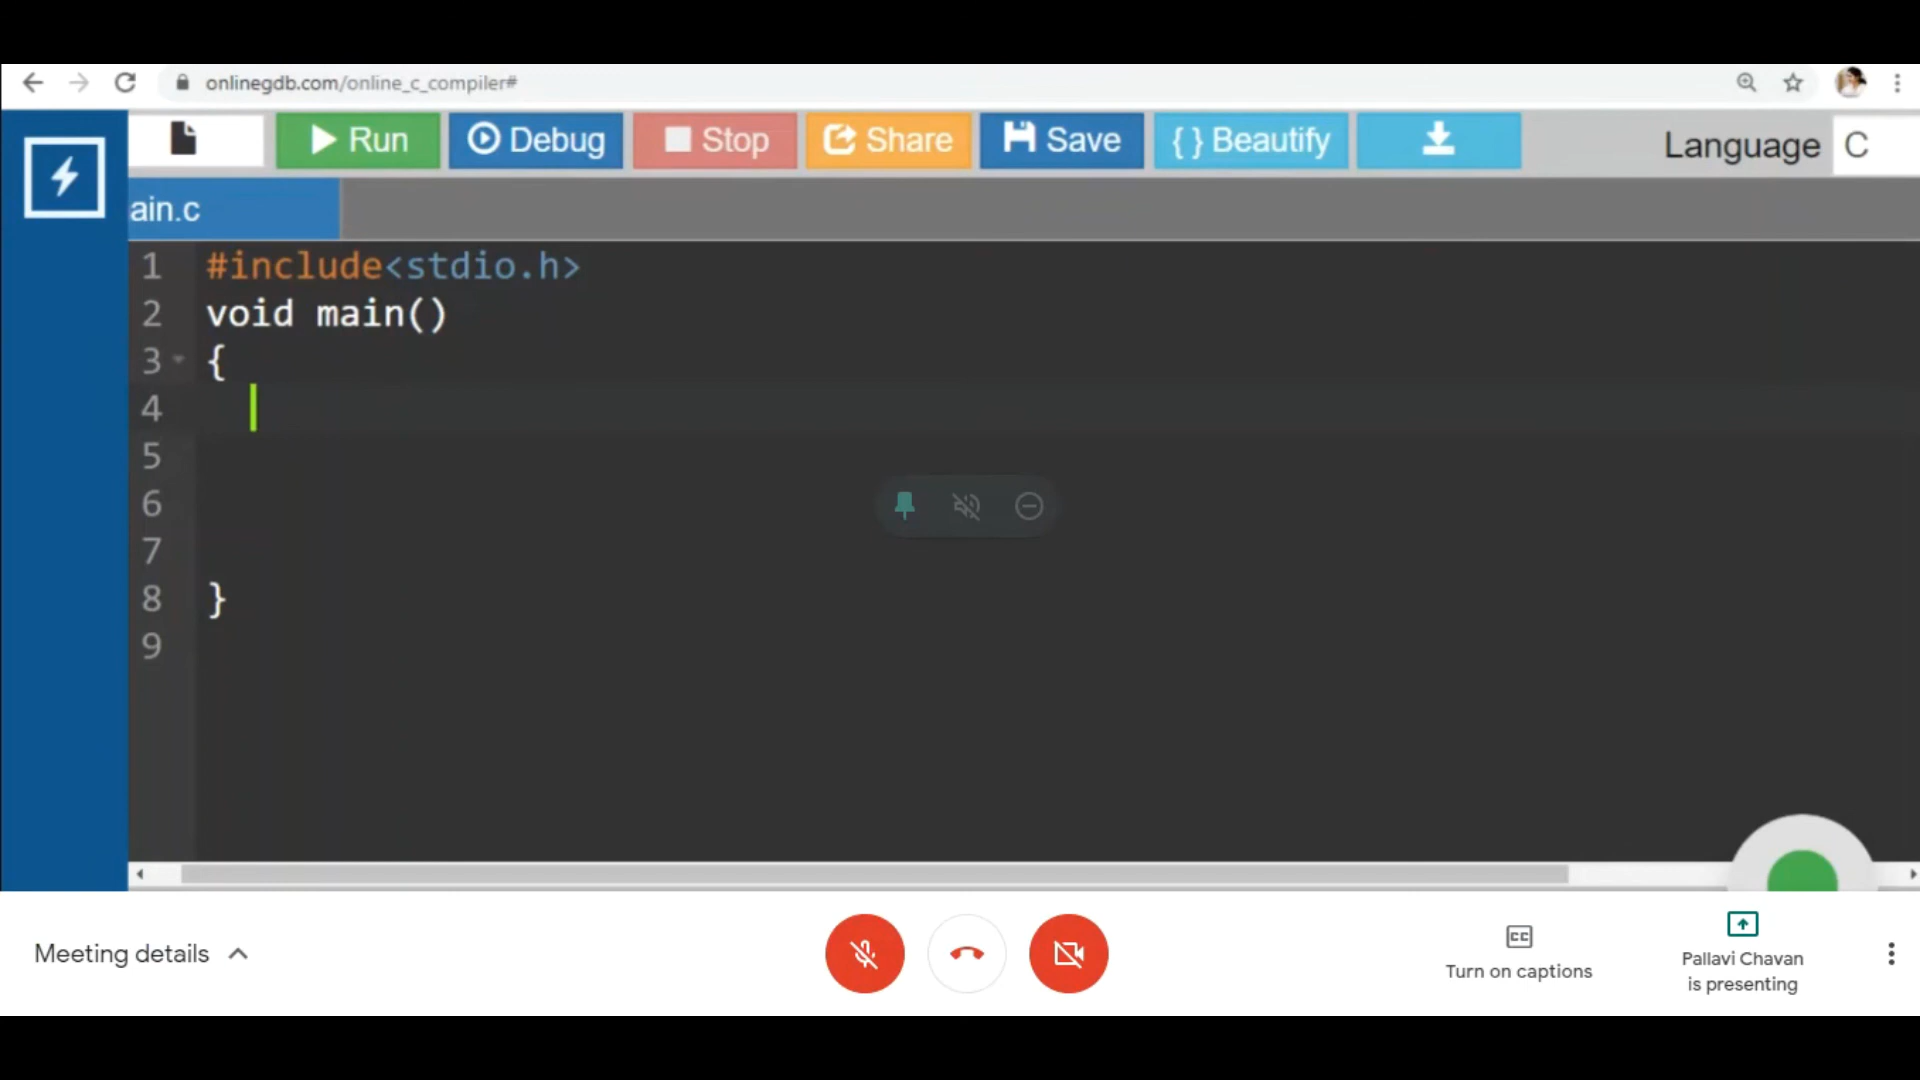 onlinegdb.com/online_c_compiler#
Run Debug Stop Share Save { } Beautify Language C
ain.c
1 #include<stdio.h>
2 void main()
3 {
4
5
6
7
8 }
9
Meeting details
CC
Turn on captions
Pallavi Chavan
is presenting